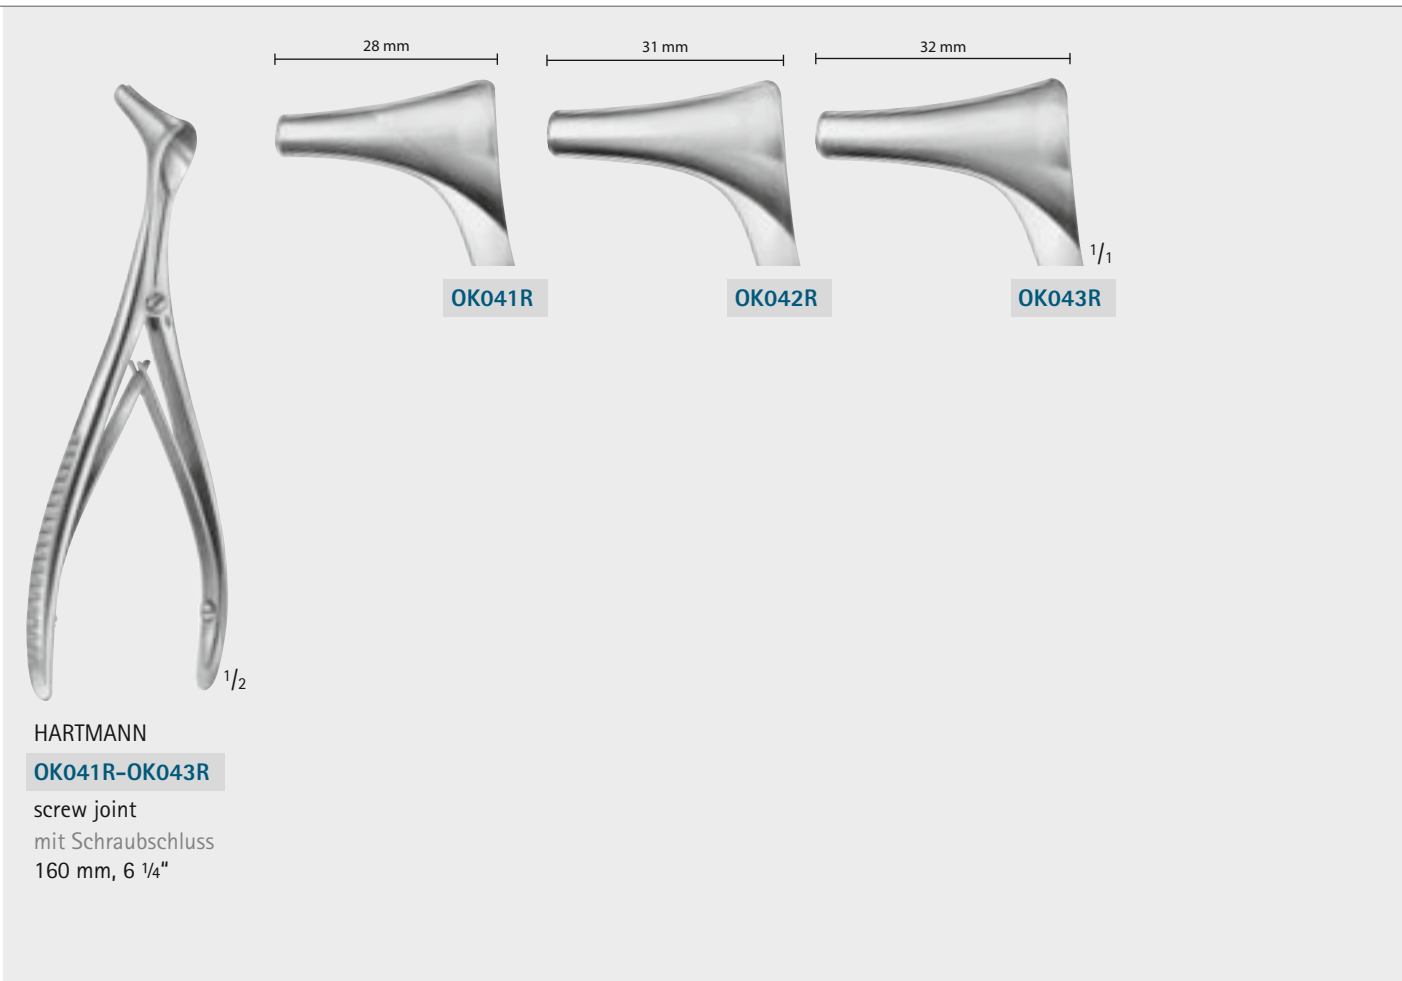 28 mm
31 mm
32 mm
1/1
OK041R
OK042R
OK043R
1/2
HARTMANN
OK041R-OK043R
screw joint
mit Schraubschluss
160 mm, 6 1/4“